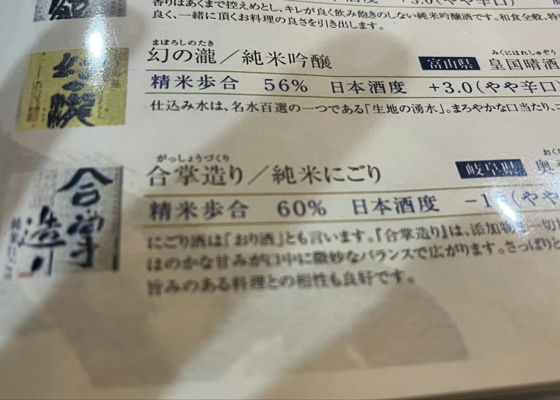 香りはあくまで控えめとし、キレが良く飲み飽きのしない純米吟醸酒です。和食全般、特
良く、一緒に頂くお料理の良さを引き出します。
まぼろしのたき
幻の瀧／純米吟醸
富山県
みくにはれしゅぞう
皇国晴酒
精米歩合 56% 日本酒度 +3.0(やや辛口
仕込み水は、名水百選の一つである「生地の湧水」。まろやかな口当たり、
がっしょうづくり
合掌造り／純米にごり
岐阜県
奥
精米歩合 60% 日本酒度 -1
にごり酒は「おり酒」とも言います。『合掌造り』は、添加物
ほのかな甘みが口中に微妙なバランスで広がります。さっぱりと
旨みのある料理との相性も良好です。
幻の瀧
合掌造り
純米にごり